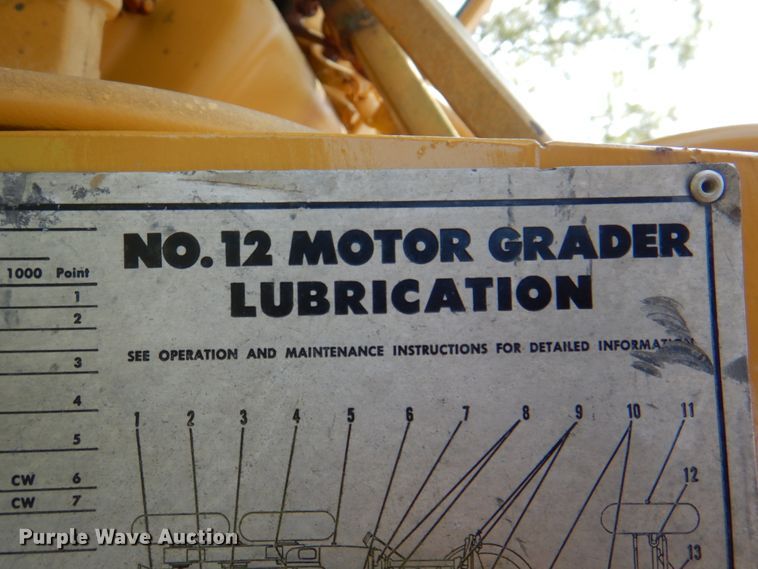 NO. 12 MOTOR GRADER
LUBRICATION
SEE OPERATION AND MAINTENANCE INSTRUCTIONS FOR DETAILED INFORMATION
1000 Point
1
2
3
4
5
CW 6
CW 7
1 2 3 4 5 6 7 8 9 10 11
12
13
Purple Wave Auction